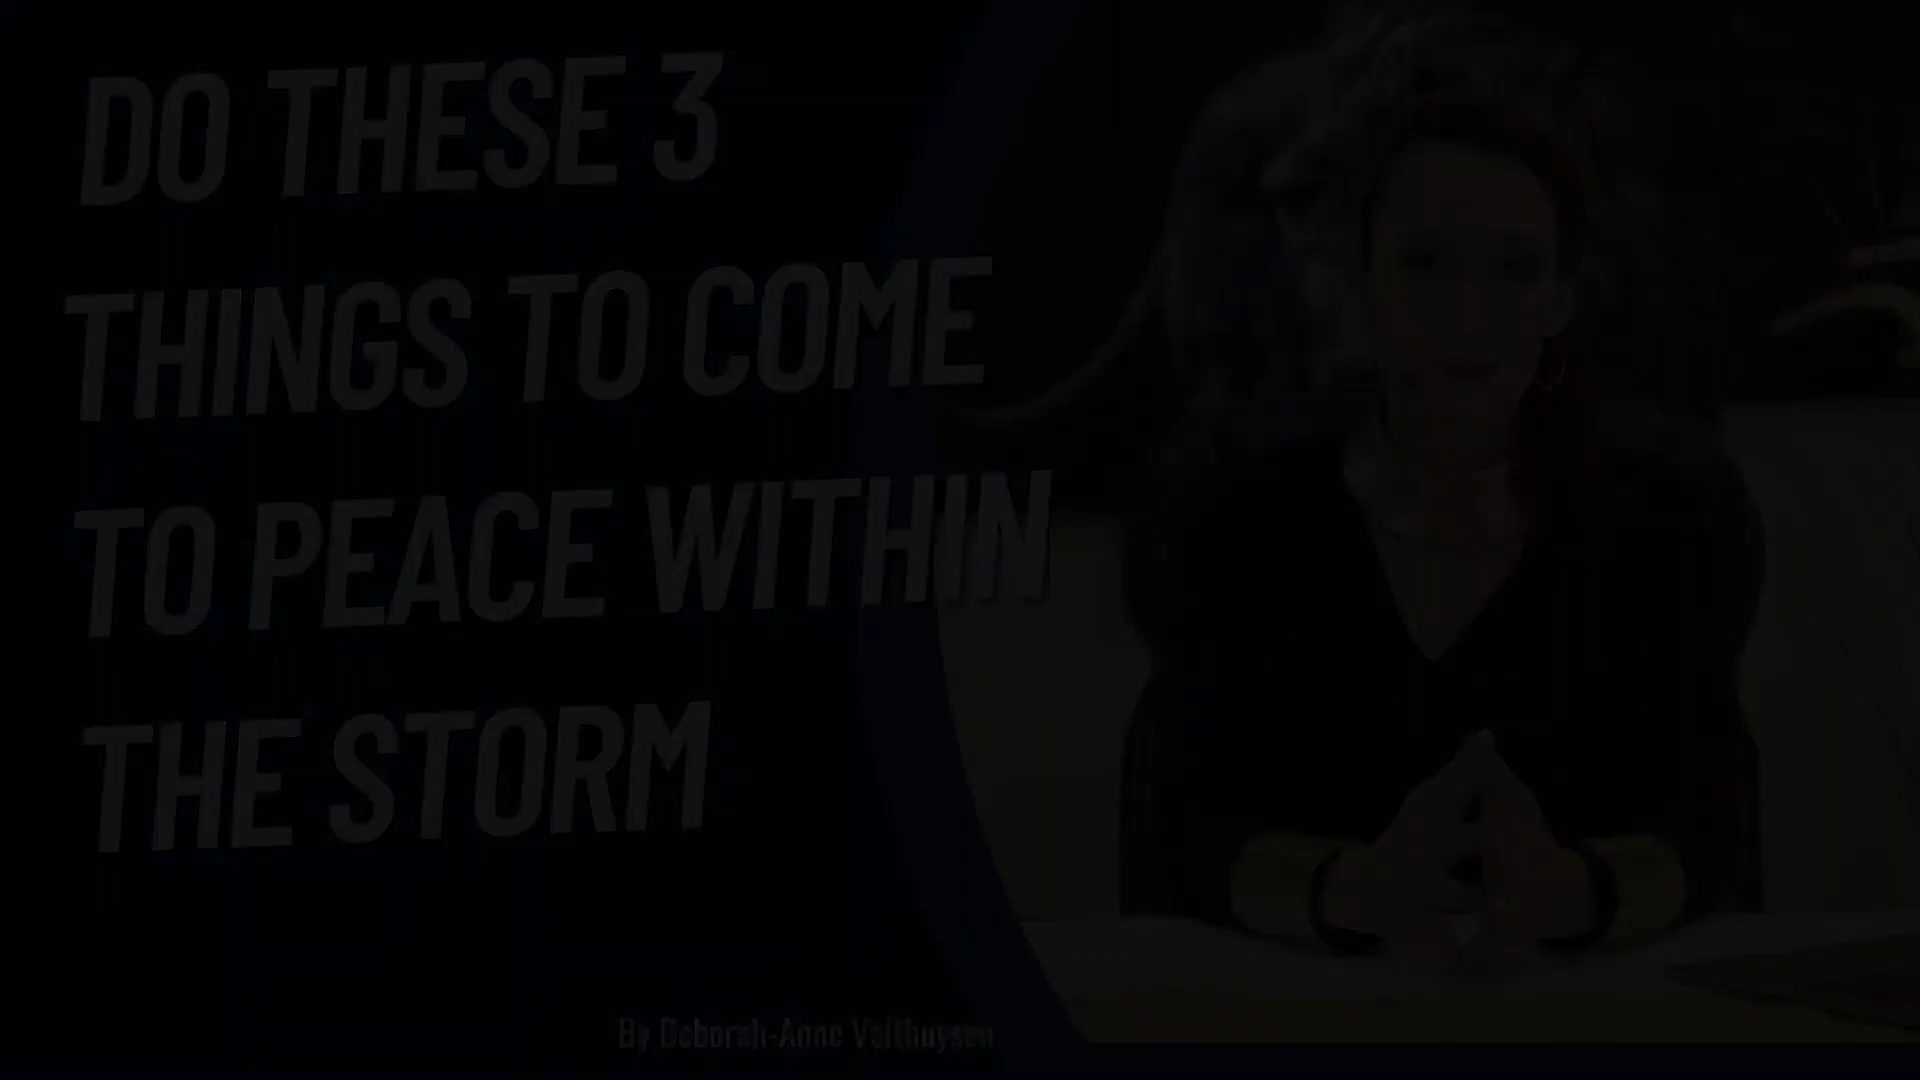 DO THESE 3
THINGS TO COME
TO PEACE WITHIN
THE STORM
By Deborah-Anne Velthuysen